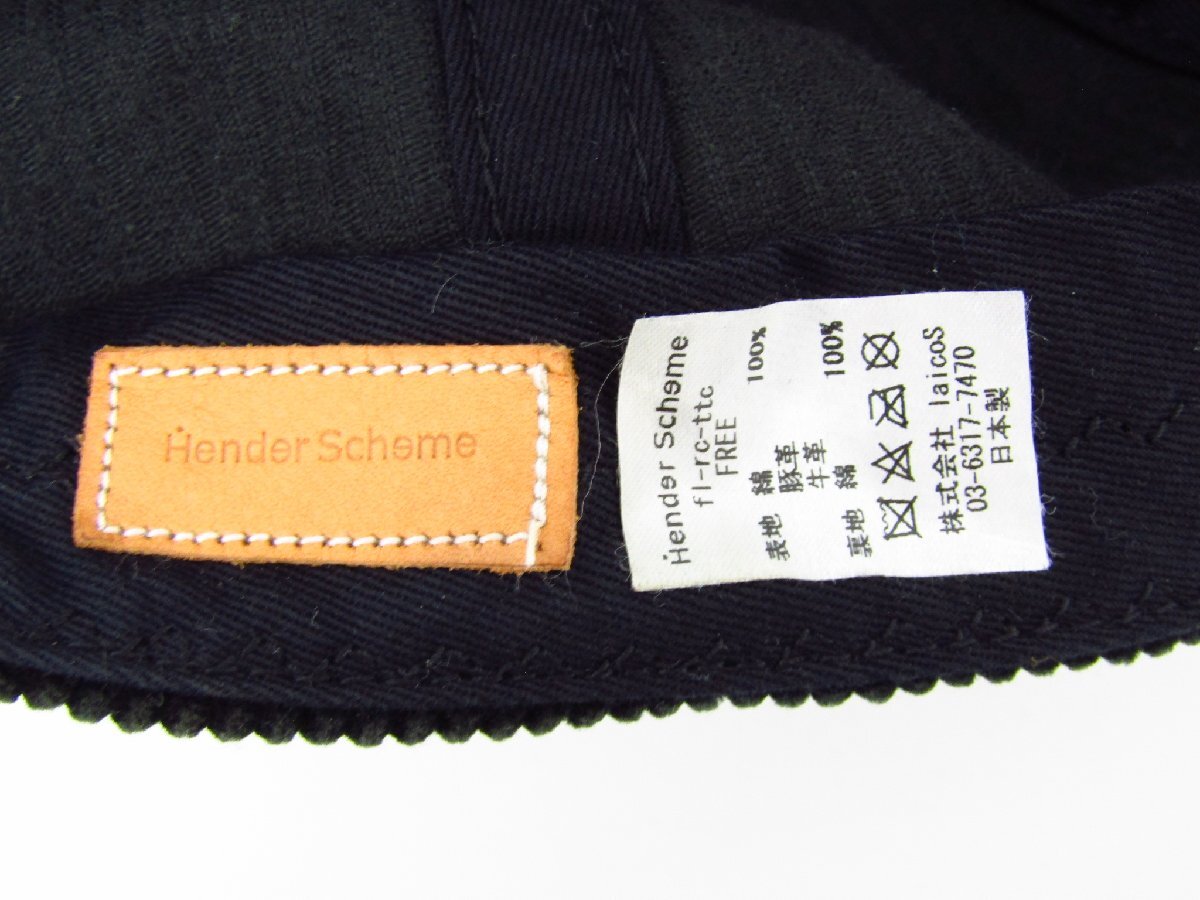 Hender Scheme
Hender Schəme
fl-rc-ttc
FREE
表地 綿 100%
豚革
牛革
裏地 綿 100%
株式会社 laicoS
03-6317-7470
日本製